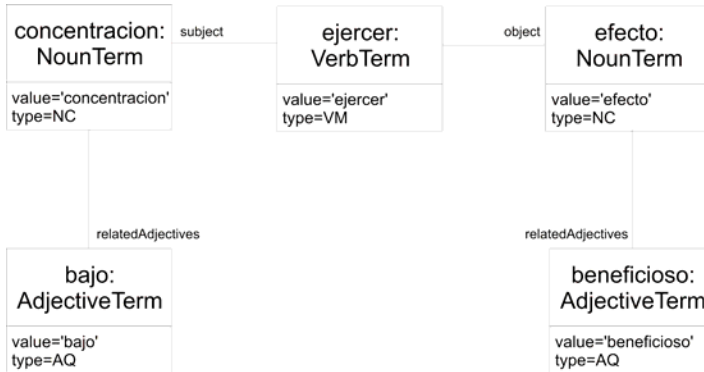 concentracion:
NounTerm
value='concentracion'
type=NC
subject
ejercer:
VerbTerm
value='ejercer'
type=VM
object
efecto:
NounTerm
value='efecto'
type=NC
relatedAdjectives
relatedAdjectives
bajo:
AdjectiveTerm
value='bajo'
type=AQ
beneficioso:
AdjectiveTerm
value='beneficioso'
type=AQ